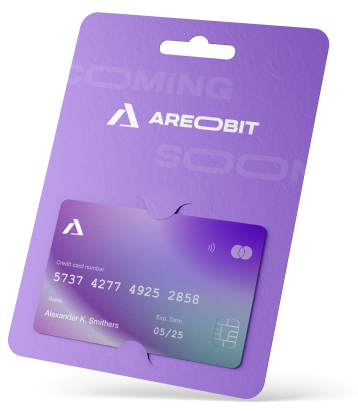 COMING
AREOBIT
SOON
Credit card number
5737 4277 4925 2858
Name
Alexander K. Smithers
Exp. Date
05/25